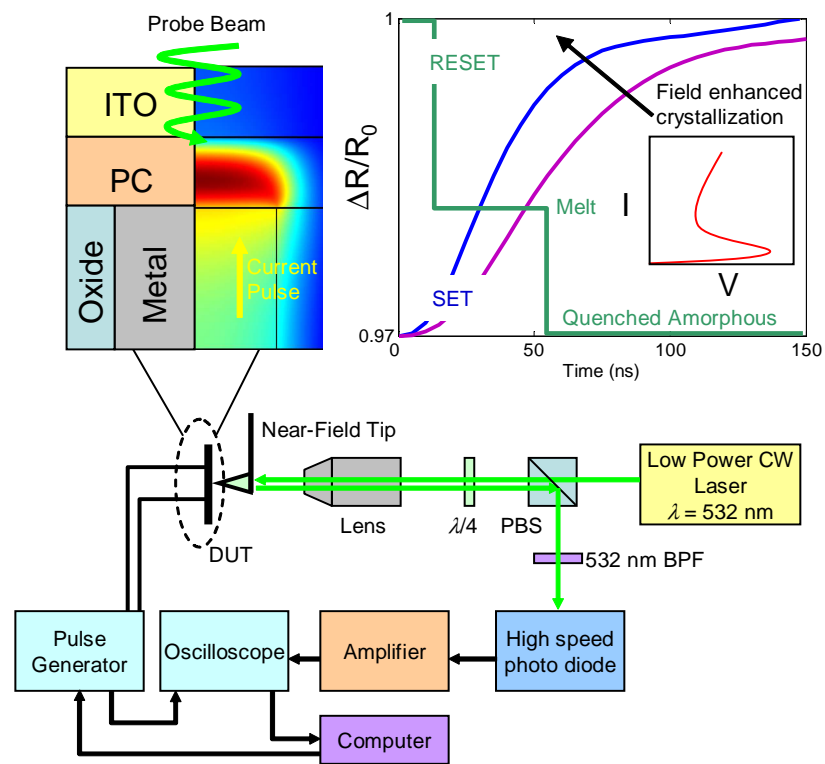 Probe Beam
ITO
PC
Oxide
Metal
Current
Pulse
1
RESET
Field enhanced
crystallization
ΔR/R0
Melt
I
V
SET
Quenched Amorphous
0.97
0
50
100
150
Time (ns)
Near-Field Tip
Low Power CW
Laser
λ = 532 nm
Lens
λ/4
PBS
DUT
532 nm BPF
Pulse
Generator
Oscilloscope
Amplifier
High speed
photo diode
Computer